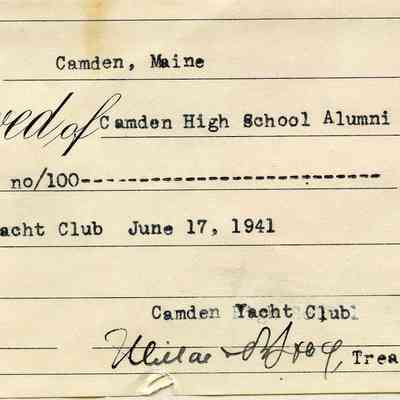 Camden, Maine
ved of Camden High School Alumni
no/100-------------------------
acht Club June 17, 1941
Camden Yacht Club
, Trea